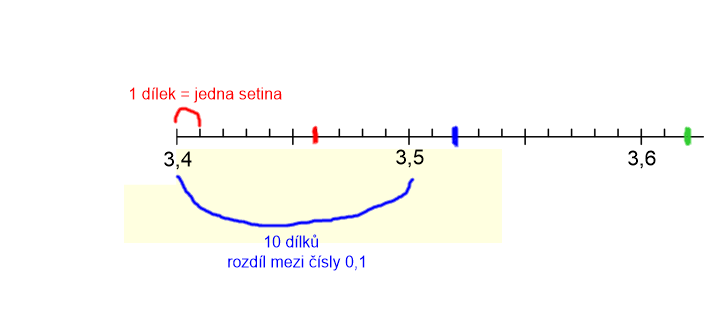 1 dílek = jedna setina
3,4 3,5 3,6
10 dílků
rozdíl mezi čísly 0,1